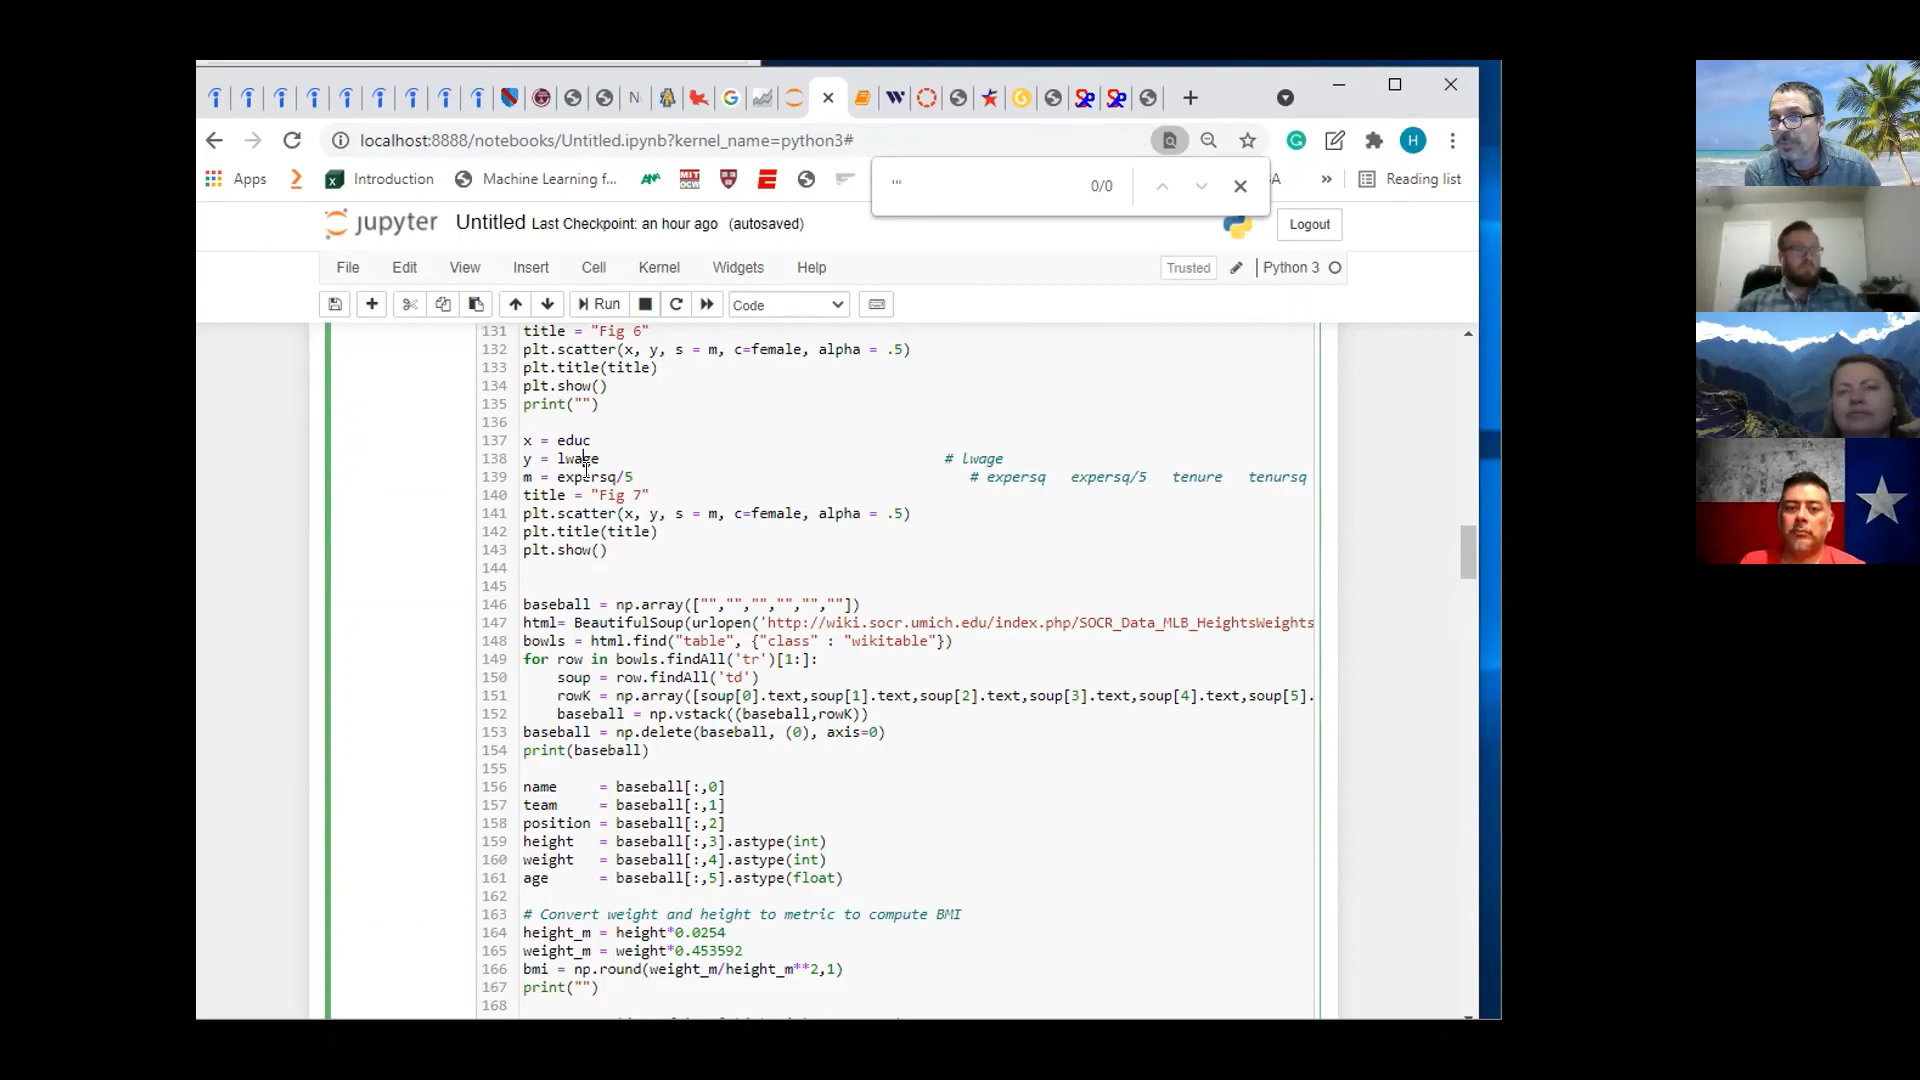 localhost:8888/notebooks/Untitled.ipynb?kernel_name=python3#
Apps
Introduction
Machine Learning f...
MIT OCW
'''
0/0
»
Reading list
jupyter
Untitled Last Checkpoint: an hour ago (autosaved)
Logout
File Edit View Insert Cell Kernel Widgets Help
Trusted
Python 3
Run
Code
131 title = "Fig 6"
132 plt.scatter(x, y, s = m, c=female, alpha = .5)
133 plt.title(title)
134 plt.show()
135 print("")
136
137 x = educ
138 y = lwage # lwage
139 m = expersq/5 # expersq expersq/5 tenure tenursq
140 title = "Fig 7"
141 plt.scatter(x, y, s = m, c=female, alpha = .5)
142 plt.title(title)
143 plt.show()
144
145
146 baseball = np.array(["","","","","",""])
147 html= BeautifulSoup(urlopen('http://wiki.socr.umich.edu/index.php/SOCR_Data_MLB_HeightsWeights
148 bowls = html.find("table", {"class" : "wikitable"})
149 for row in bowls.findAll('tr')[1:]:
150 soup = row.findAll('td')
151 rowK = np.array([soup[0].text,soup[1].text,soup[2].text,soup[3].text,soup[4].text,soup[5].
152 baseball = np.vstack((baseball,rowK))
153 baseball = np.delete(baseball, (0), axis=0)
154 print(baseball)
155
156 name = baseball[:,0]
157 team = baseball[:,1]
158 position = baseball[:,2]
159 height = baseball[:,3].astype(int)
160 weight = baseball[:,4].astype(int)
161 age = baseball[:,5].astype(float)
162
163 # Convert weight and height to metric to compute BMI
164 height_m = height*0.0254
165 weight_m = weight*0.453592
166 bmi = np.round(weight_m/height_m**2,1)
167 print("")
168